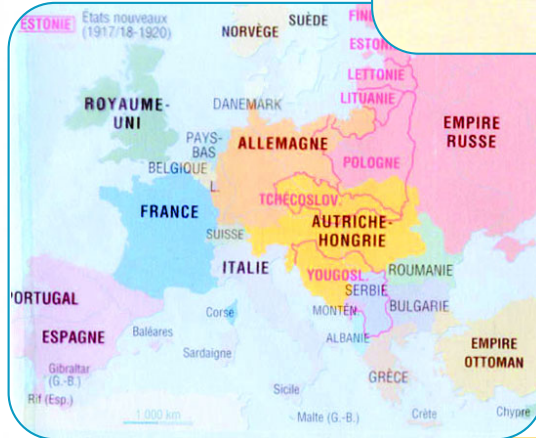 ESTONIE
États nouveaux
(1917/18-1920)
NORVÈGE
SUÈDE
ESTONIE
LETTONIE
LITUANIE
ROYAUME-
UNI
DANEMARK
EMPIRE
RUSSE
PAYS-
BAS
ALLEMAGNE
BELGIQUE
POLOGNE
L.
TCHÉCOSLOV.
FRANCE
AUTRICHE-
HONGRIE
SUISSE
ITALIE
YOUGOSL.
ROUMANIE
SERBIE
BULGARIE
MONTÉN
ALBANIE
PORTUGAL
ESPAGNE
Corse
Baléares
Sardaigne
EMPIRE
OTTOMAN
Gibraltar
(G.-B.)
GRÈCE
Rif (Esp.)
Sicile
1 000 km
Malte (G.-B.)
Crète
Chypre